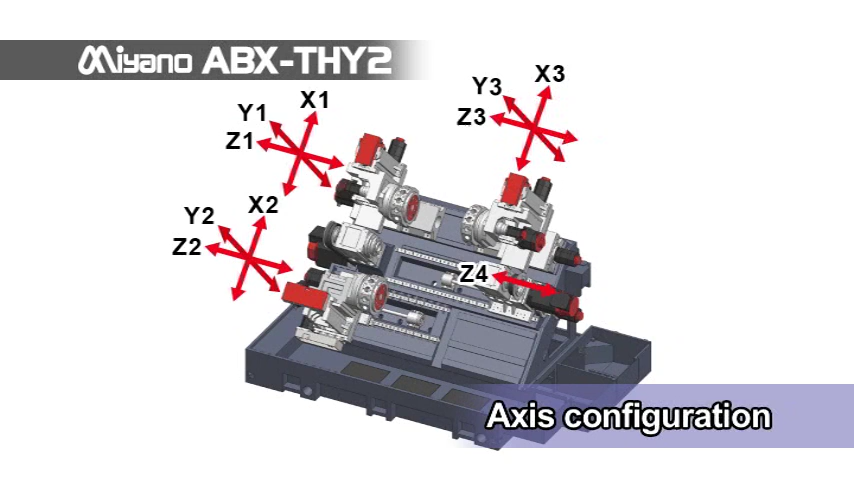 Miyano ABX-THY2
X3
Y3
Z3
X1
Y1
Z1
X2
Y2
Z2
Z4
Axis configuration